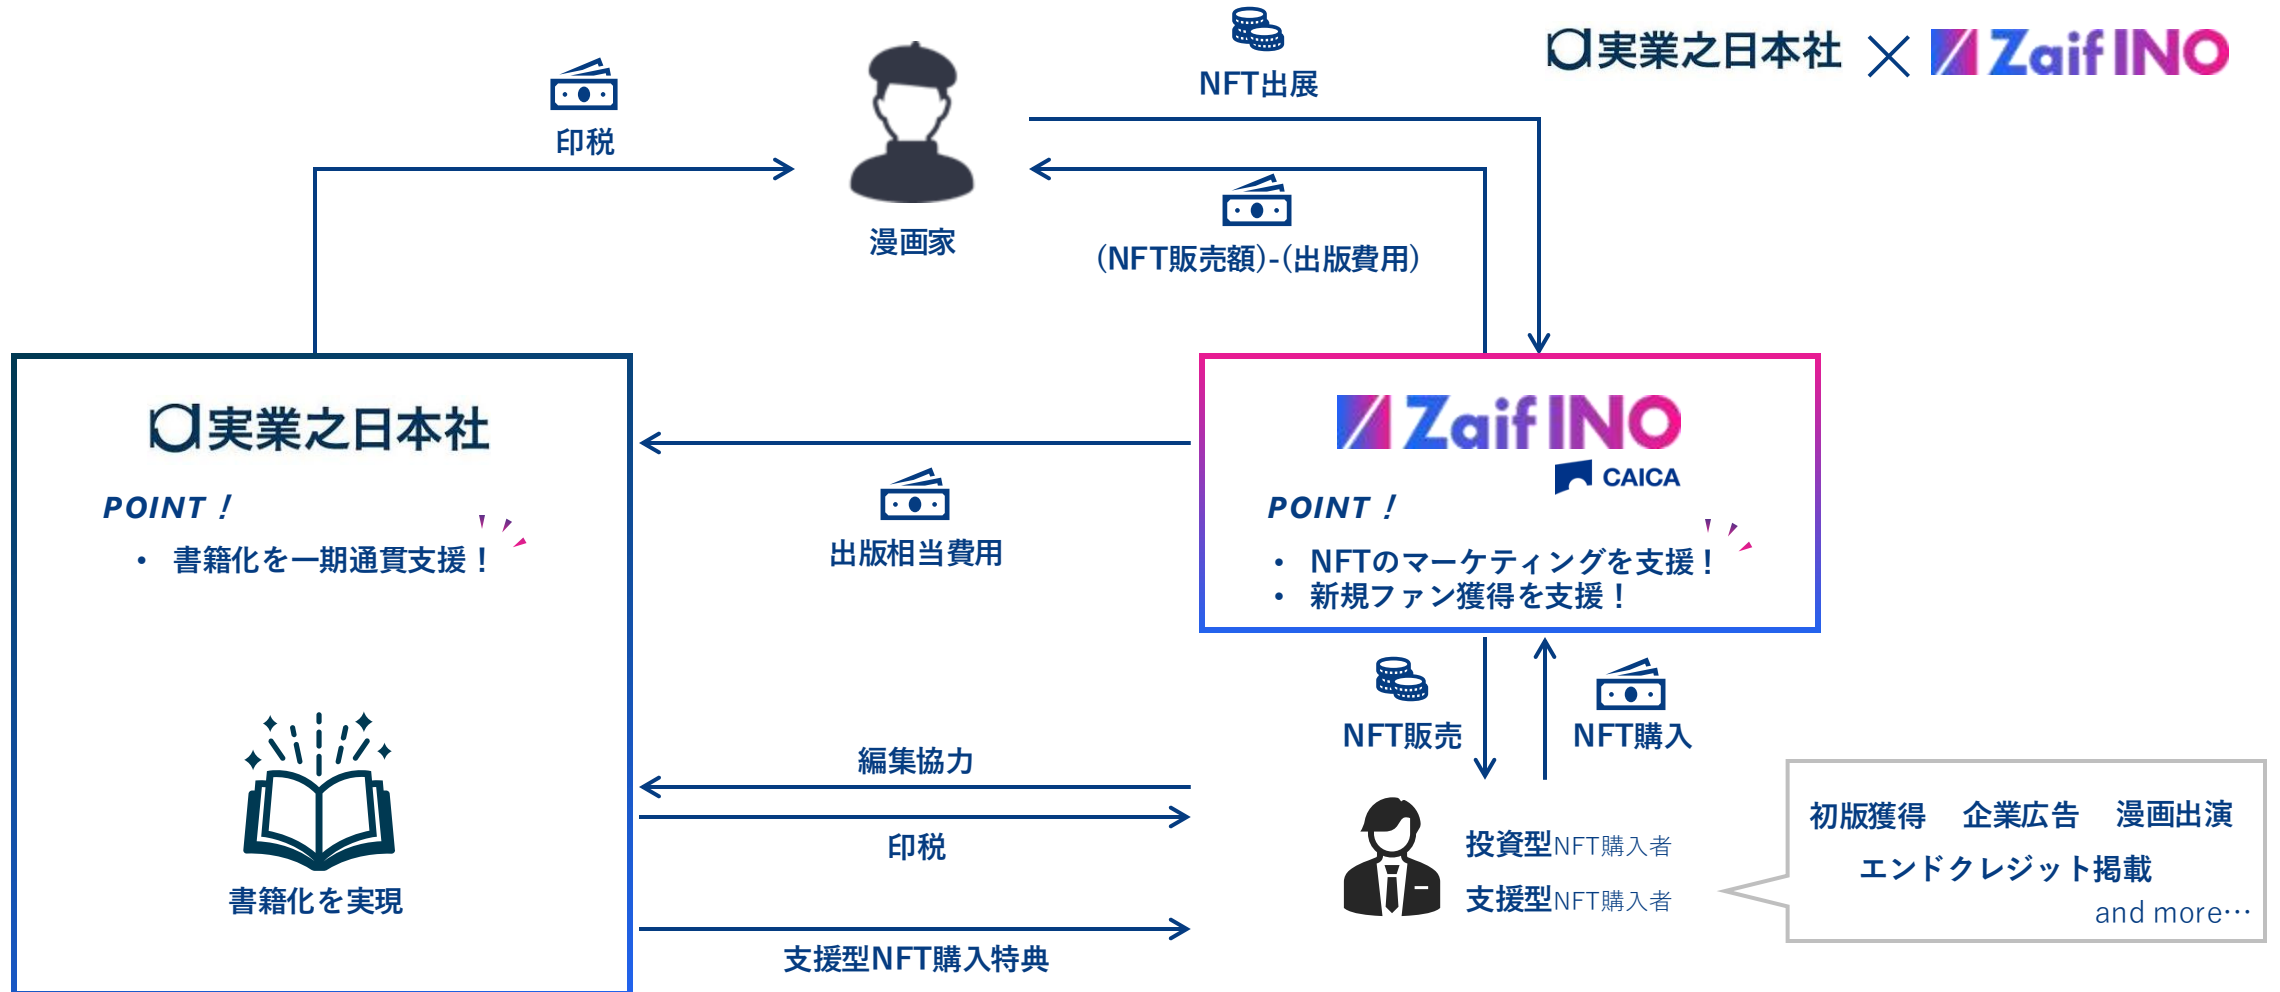 実業之日本社 × Zaif INO
NFT出展
印税
漫画家
(NFT販売額)-(出版費用)
実業之日本社
POINT！
• 書籍化を一期通貫支援！
書籍化を実現
出版相当費用
Zaif INO
CAICA
POINT！
• NFTのマーケティングを支援！
• 新規ファン獲得を支援！
NFT販売
NFT購入
編集協力
印税
支援型NFT購入特典
投資型NFT購入者
支援型NFT購入者
初版獲得 企業広告 漫画出演
エンドクレジット掲載
and more…